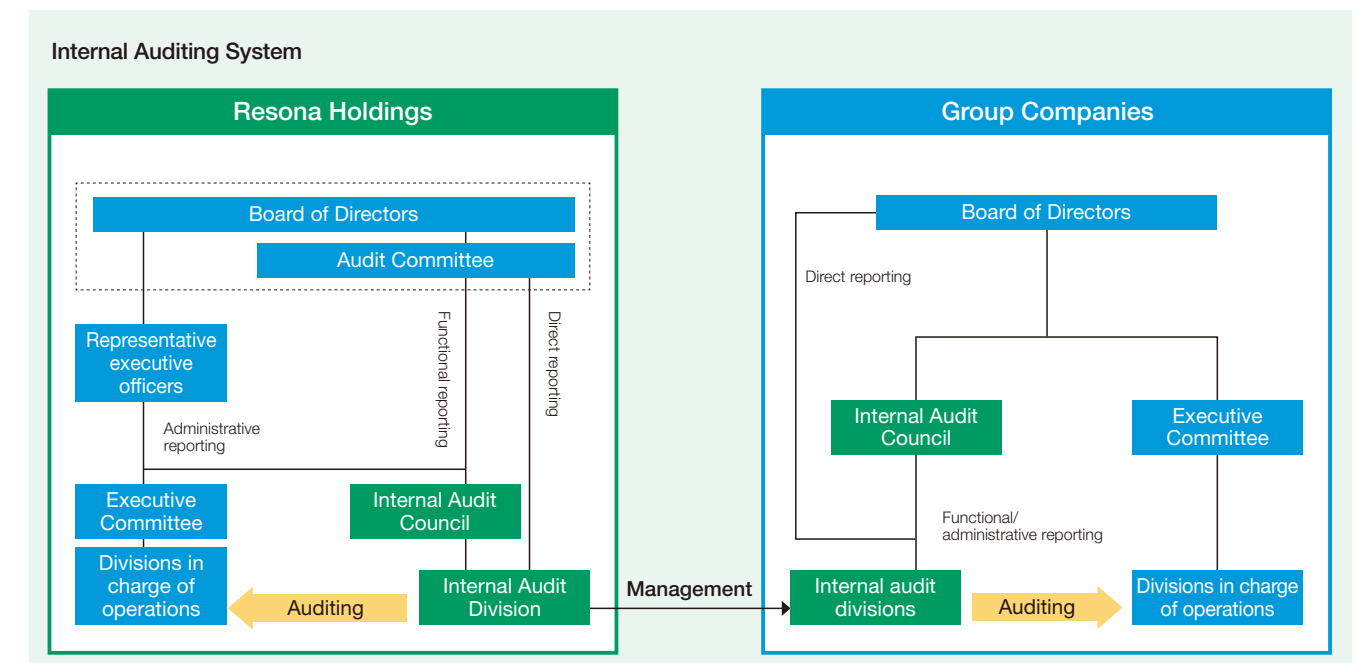 Internal Auditing System
Resona Holdings
Board of Directors
Audit Committee
Representative
executive
officers
Functional reporting
Direct reporting
Administrative
reporting
Executive
Committee
Internal Audit
Council
Divisions in
charge of
operations
Auditing
Internal Audit
Division
Management
Group Companies
Board of Directors
Direct reporting
Internal Audit
Council
Executive
Committee
Functional/
administrative reporting
Internal audit
divisions
Auditing
Divisions in charge
of operations